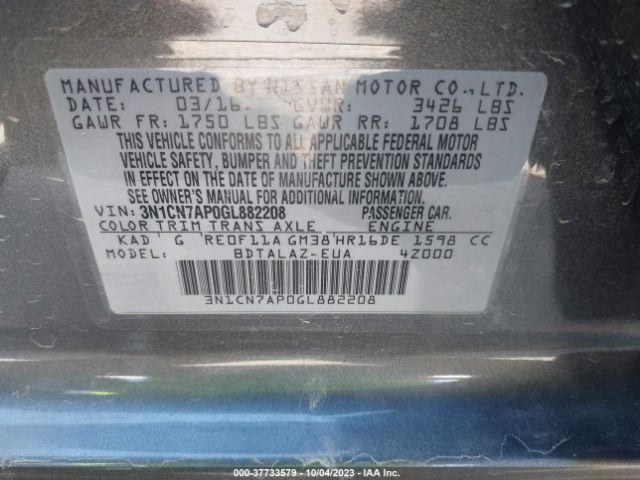 MANUFACTURED BY NISSAN MOTOR CO.,LTD.
DATE: 03/16. GVWR: 3426 LBS
GAWR FR: 1750 LBS GAWR RR: 1708 LBS
THIS VEHICLE CONFORMS TO ALL APPLICABLE FEDERAL MOTOR
VEHICLE SAFETY, BUMPER AND THEFT PREVENTION STANDARDS
IN EFFECT ON THE DATE OF MANUFACTURE SHOWN ABOVE.
SEE OWNER'S MANUAL FOR ADDITIONAL INFORMATION.
VIN: 3N1CN7AP0GL882208 PASSENGER CAR.
COLOR TRIM TRANS AXLE ENGINE
KAD G RE0F11A GM38 HR16DE 1598 CC
MODEL: BDTALAZ-EUA 4Z000
3N1CN7AP0GL882208
000-37733579 - 10/04/2023 - IAA Inc.